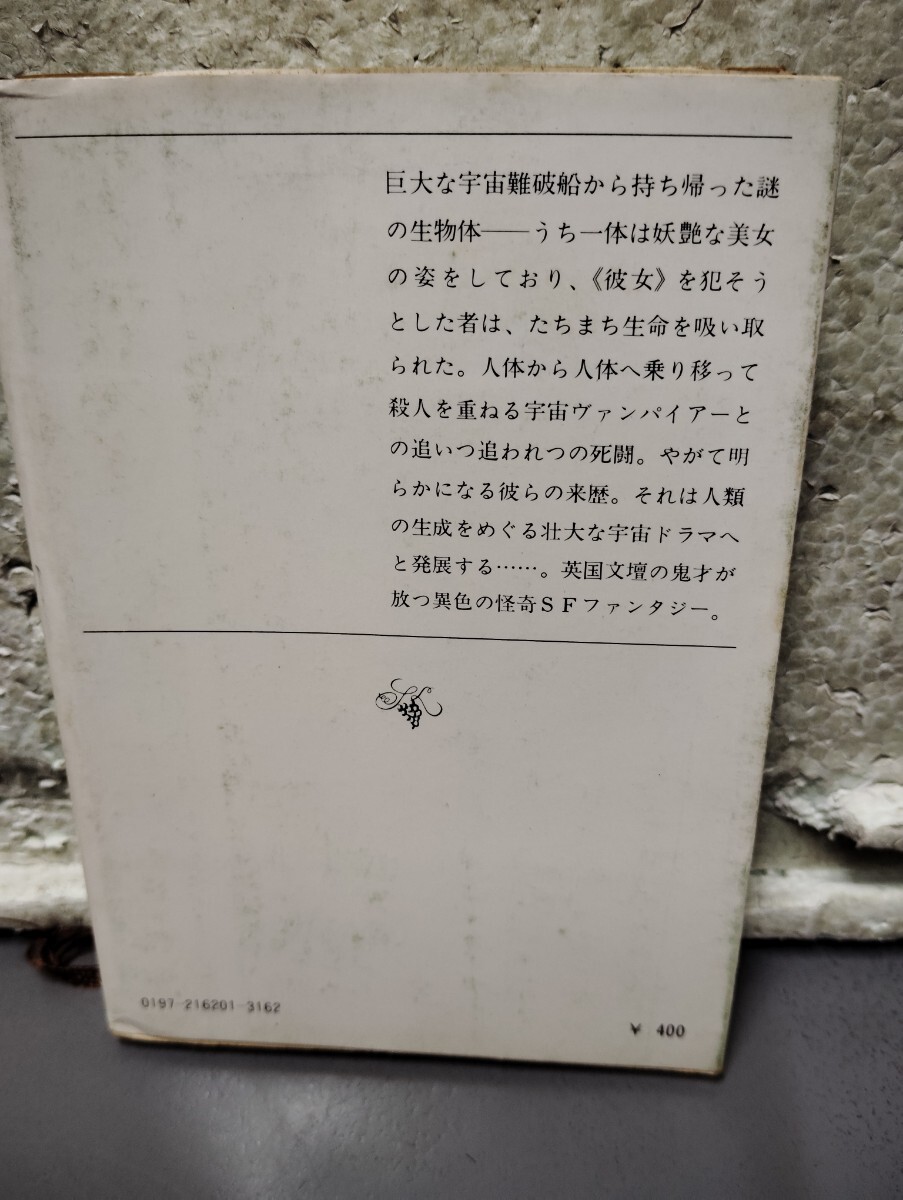 巨大な宇宙難破船から持ち帰った謎
の生物体――うち一体は妖艶な美女
の姿をしており、《彼女》を犯そう
とした者は、たちまち生命を吸い取
られた。人体から人体へ乗り移って
殺人を重ねる宇宙ヴァンパイアーと
の追いつ追われつの死闘。やがて明
らかになる彼らの来歴。それは人類
の生成をめぐる壮大な宇宙ドラマへ
と発展する……。英国文壇の鬼才が
放つ異色の怪奇ＳＦファンタジー。
0197-216201-3162
¥ 400